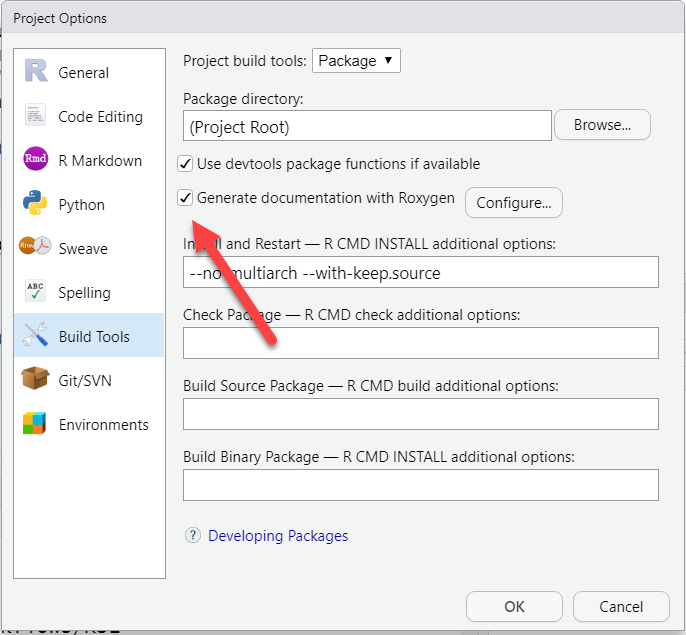 Project Options
General
Code Editing
Rmd R Markdown
Python
Sweave
ABC Spelling
Build Tools
Git/SVN
Environments
Project build tools: Package
Package directory:
(Project Root) Browse...
Use devtools package functions if available
Generate documentation with Roxygen Configure...
and Restart — R CMD INSTALL additional options:
--no-multiarch --with-keep.source
Check Package — R CMD check additional options:
Build Source Package — R CMD build additional options:
Build Binary Package — R CMD INSTALL additional options:
? Developing Packages
OK Cancel